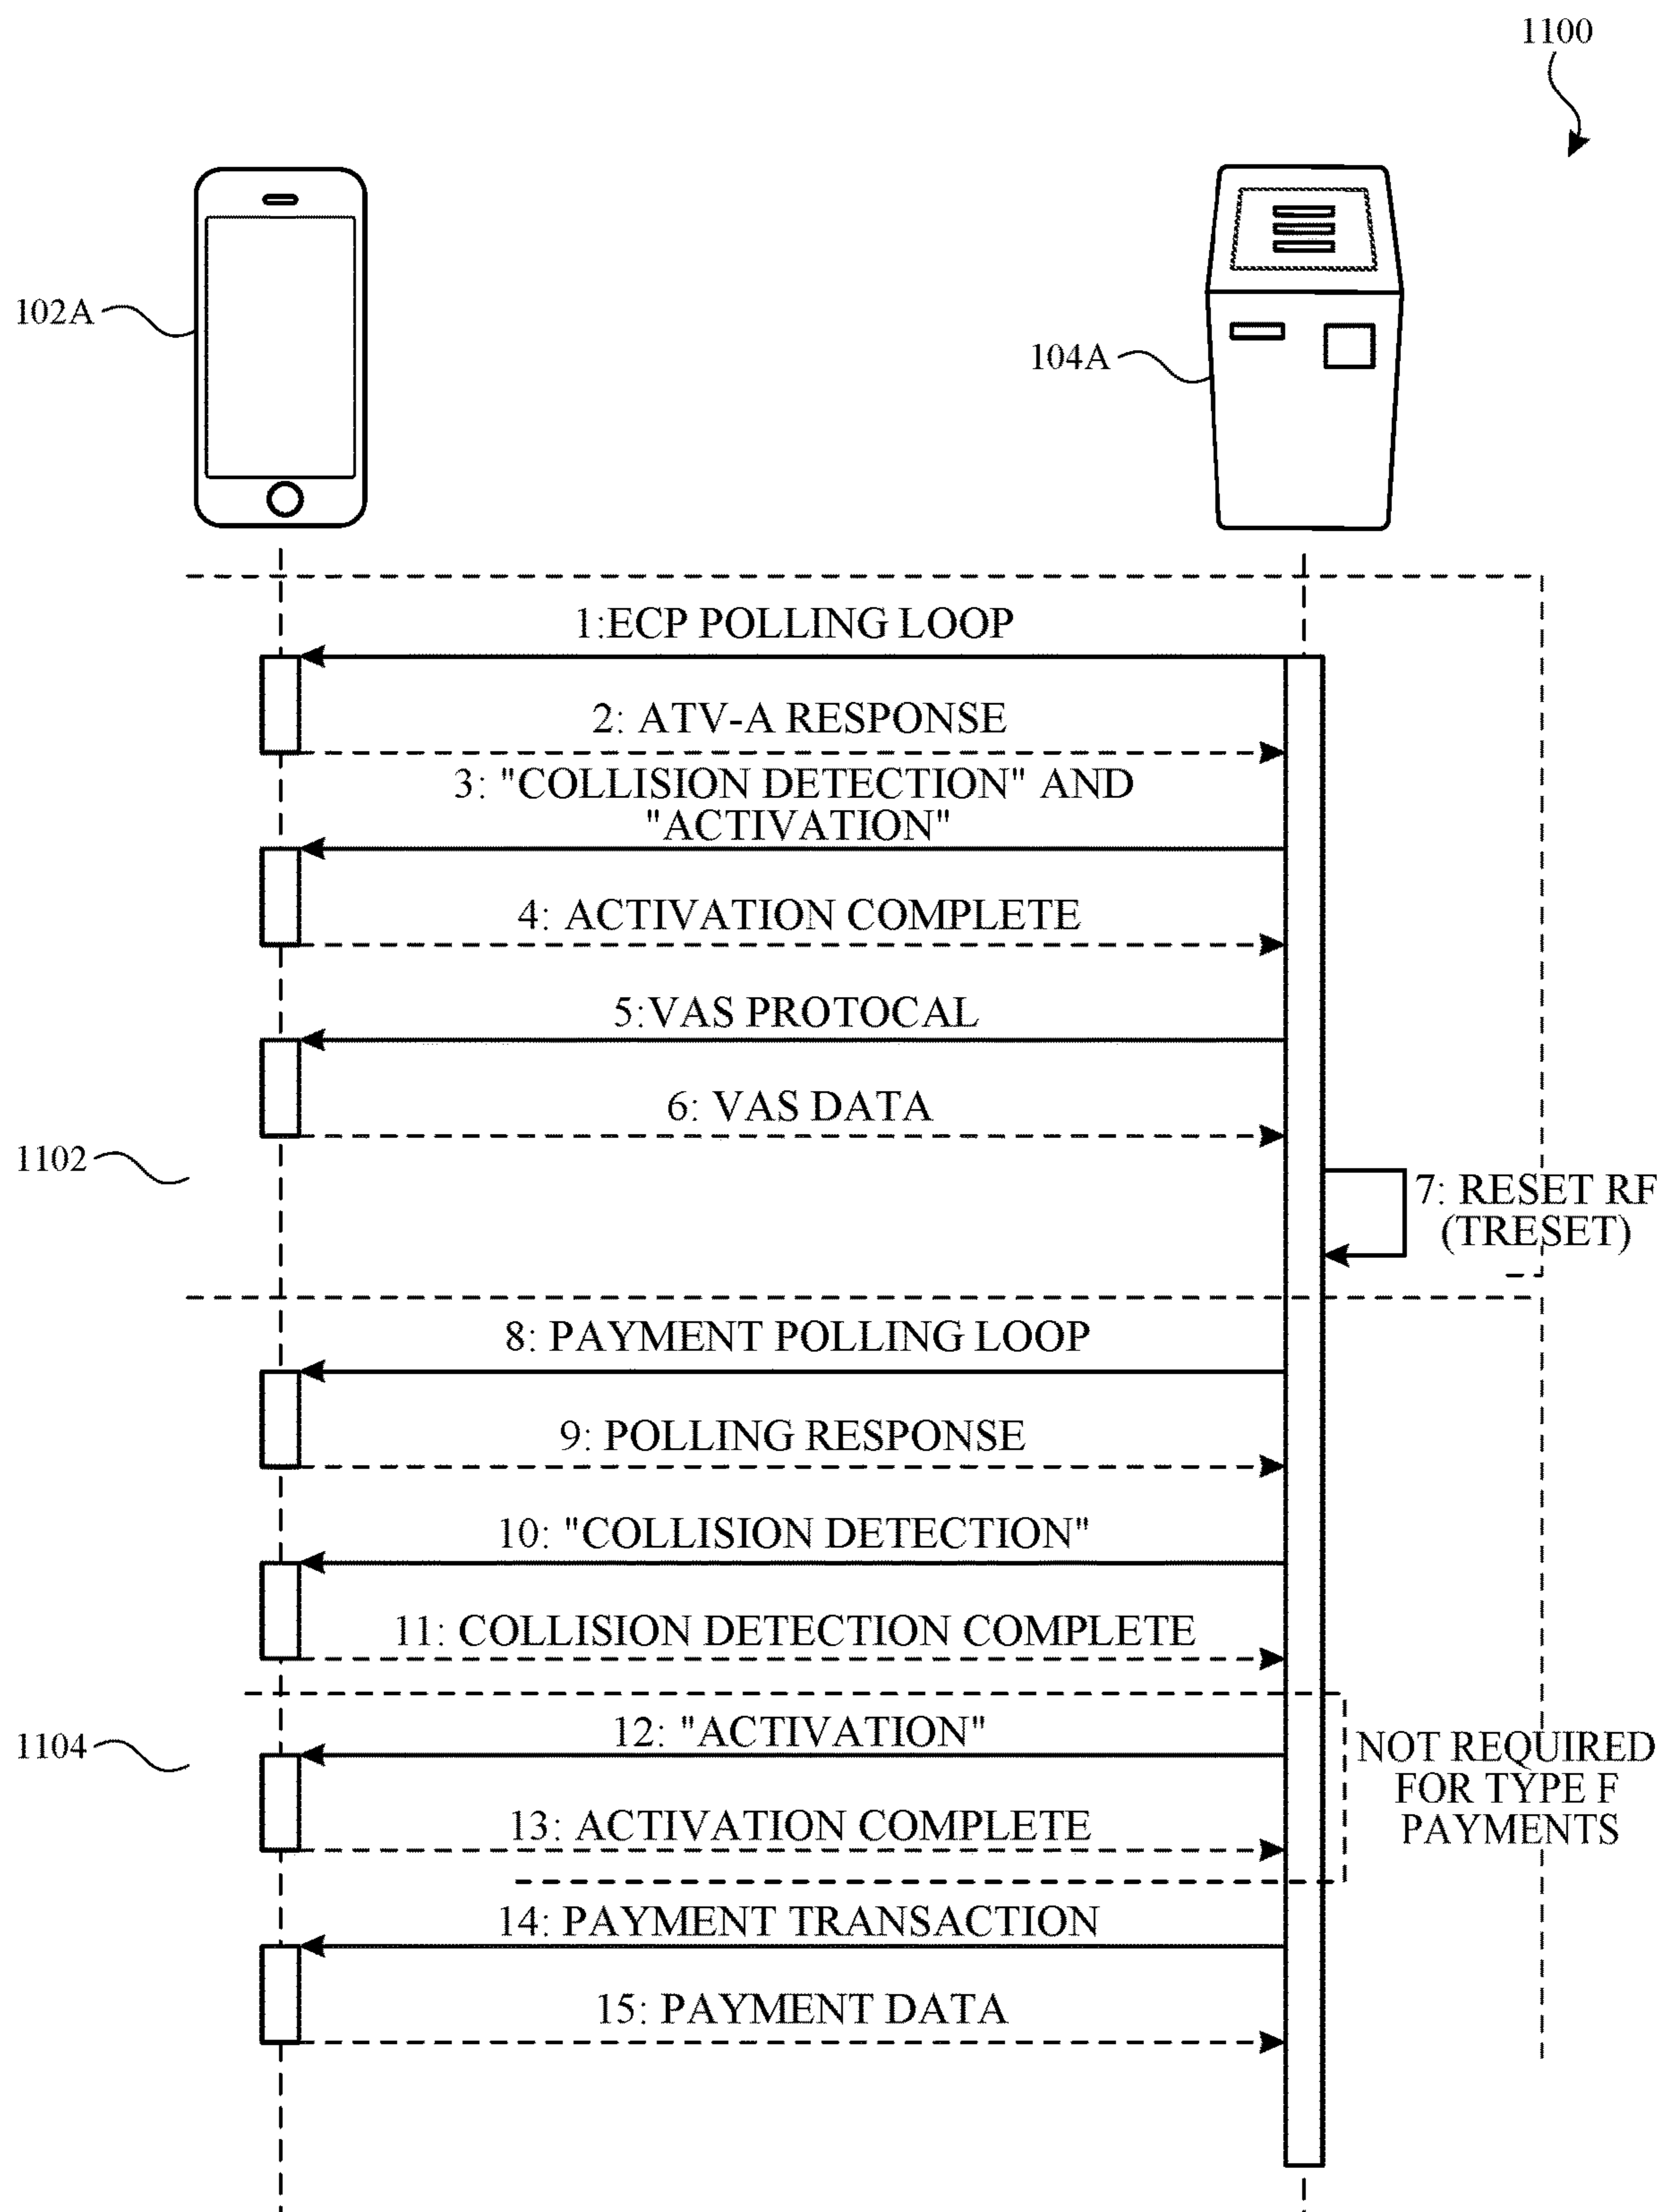 1100
102A
104A
1:ECP POLLING LOOP
2: ATV-A RESPONSE
3: "COLLISION DETECTION" AND
"ACTIVATION"
4: ACTIVATION COMPLETE
5:VAS PROTOCAL
6: VAS DATA
1102
7: RESET RF
(TRESET)
8: PAYMENT POLLING LOOP
9: POLLING RESPONSE
10: "COLLISION DETECTION"
11: COLLISION DETECTION COMPLETE
12: "ACTIVATION"
1104
NOT REQUIRED
FOR TYPE F
PAYMENTS
13: ACTIVATION COMPLETE
14: PAYMENT TRANSACTION
15: PAYMENT DATA